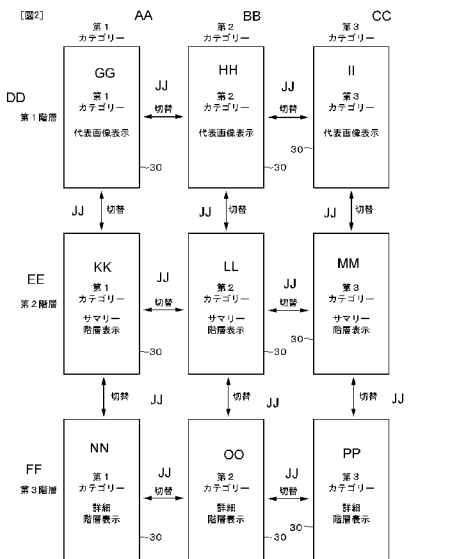 [図2]
AA
BB
CC
第1
カテゴリー
第2
カテゴリー
第3
カテゴリー
DD
第1階層
GG
第1
カテゴリー
代表画像表示
30
JJ
切替
HH
第2
カテゴリー
代表画像表示
30
JJ
切替
II
第3
カテゴリー
代表画像表示
30
JJ
切替
JJ
切替
JJ
切替
EE
第2階層
KK
第1
カテゴリー
サマリー
階層表示
30
JJ
切替
LL
第2
カテゴリー
サマリー
階層表示
30
JJ
切替
MM
第3
カテゴリー
サマリー
階層表示
30
切替
JJ
切替
JJ
切替
JJ
FF
第3階層
NN
第1
カテゴリー
詳細
階層表示
30
JJ
切替
OO
第2
カテゴリー
詳細
階層表示
30
JJ
切替
PP
第3
カテゴリー
詳細
階層表示
30